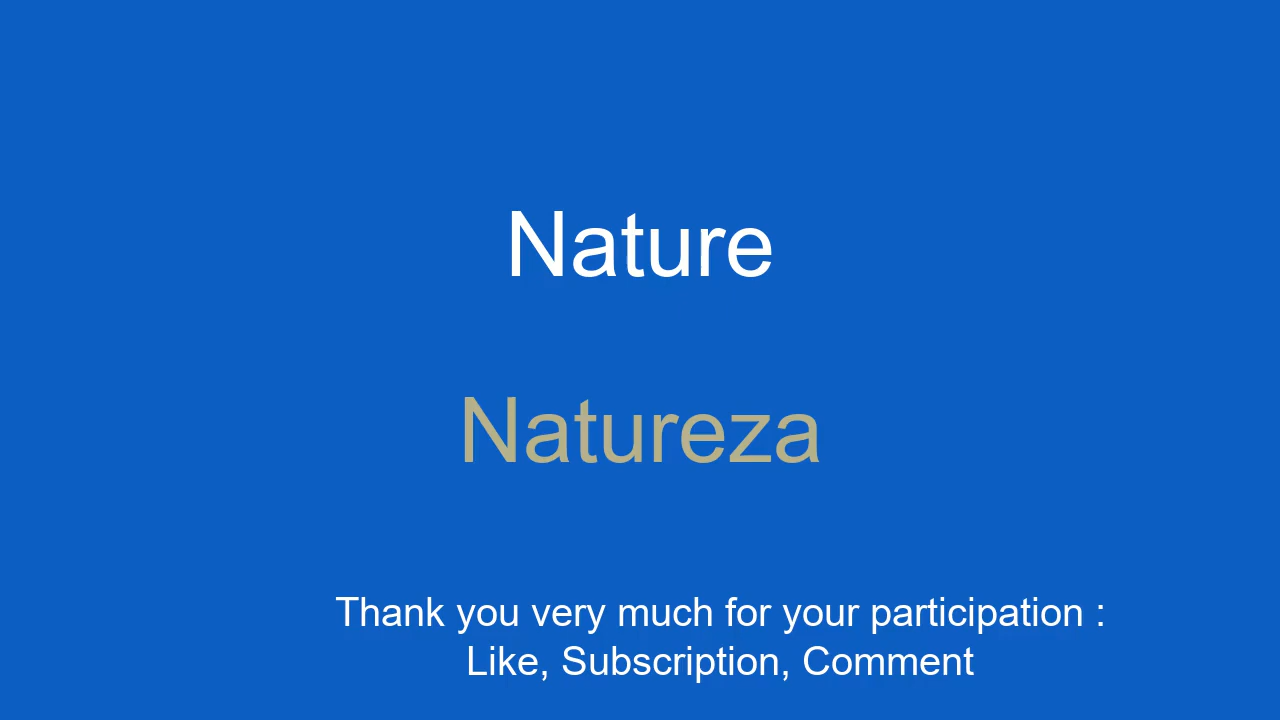 Nature
Natureza
Thank you very much for your participation :
Like, Subscription, Comment